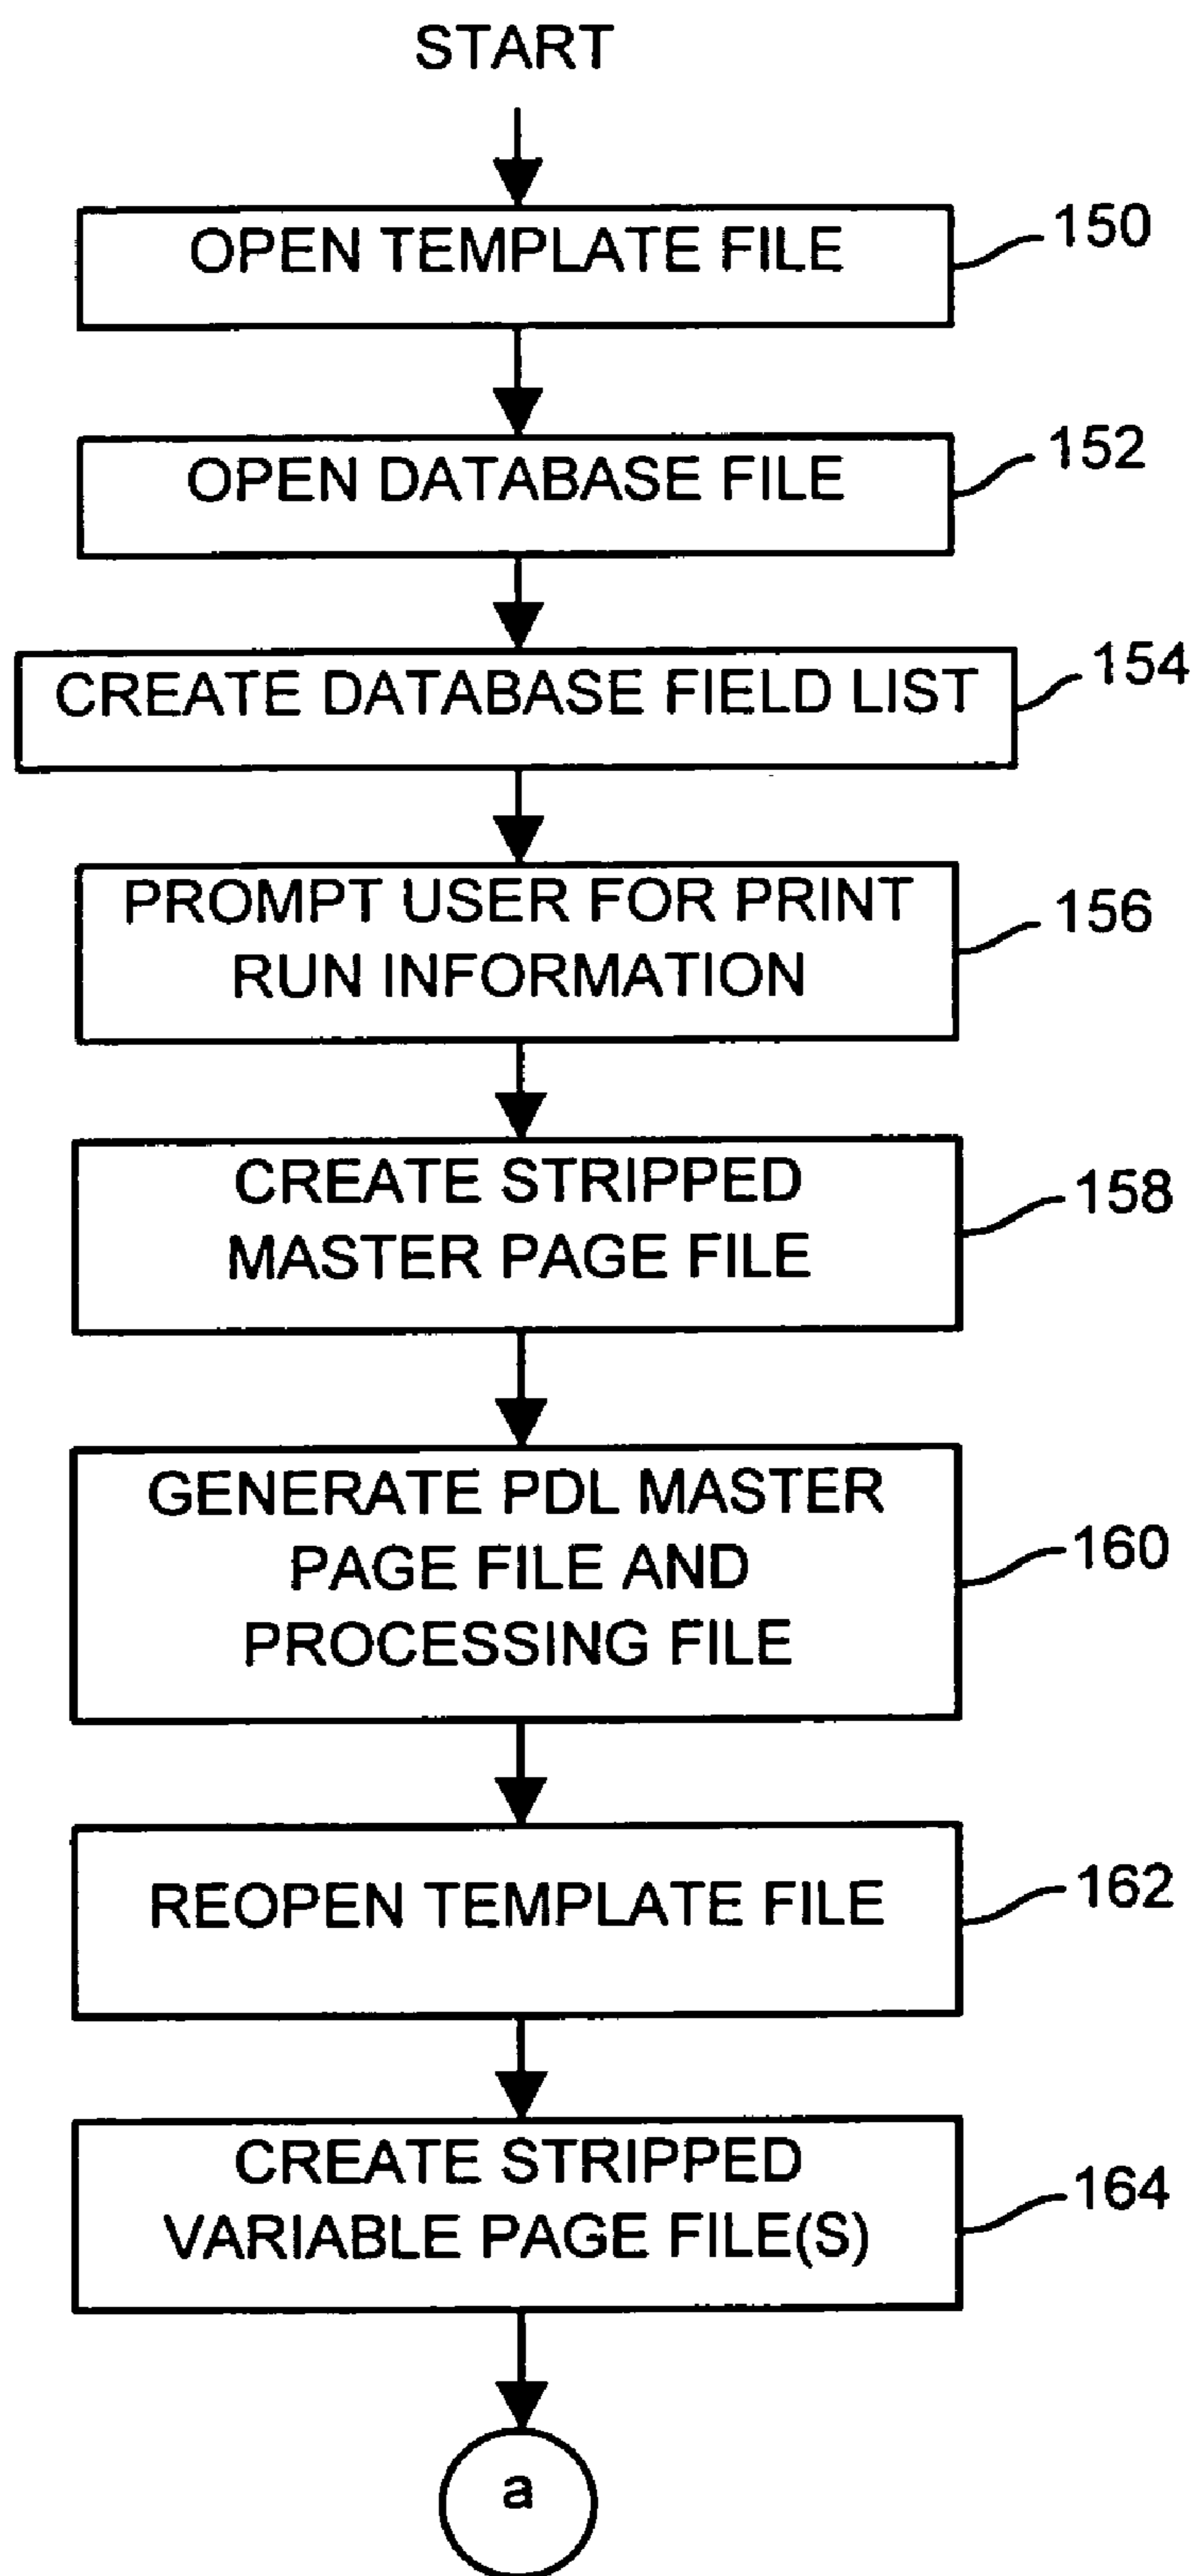 START
OPEN TEMPLATE FILE
150
OPEN DATABASE FILE
152
CREATE DATABASE FIELD LIST
154
PROMPT USER FOR PRINT
RUN INFORMATION
156
CREATE STRIPPED
MASTER PAGE FILE
158
GENERATE PDL MASTER
PAGE FILE AND
PROCESSING FILE
160
REOPEN TEMPLATE FILE
162
CREATE STRIPPED
VARIABLE PAGE FILE(S)
164
a